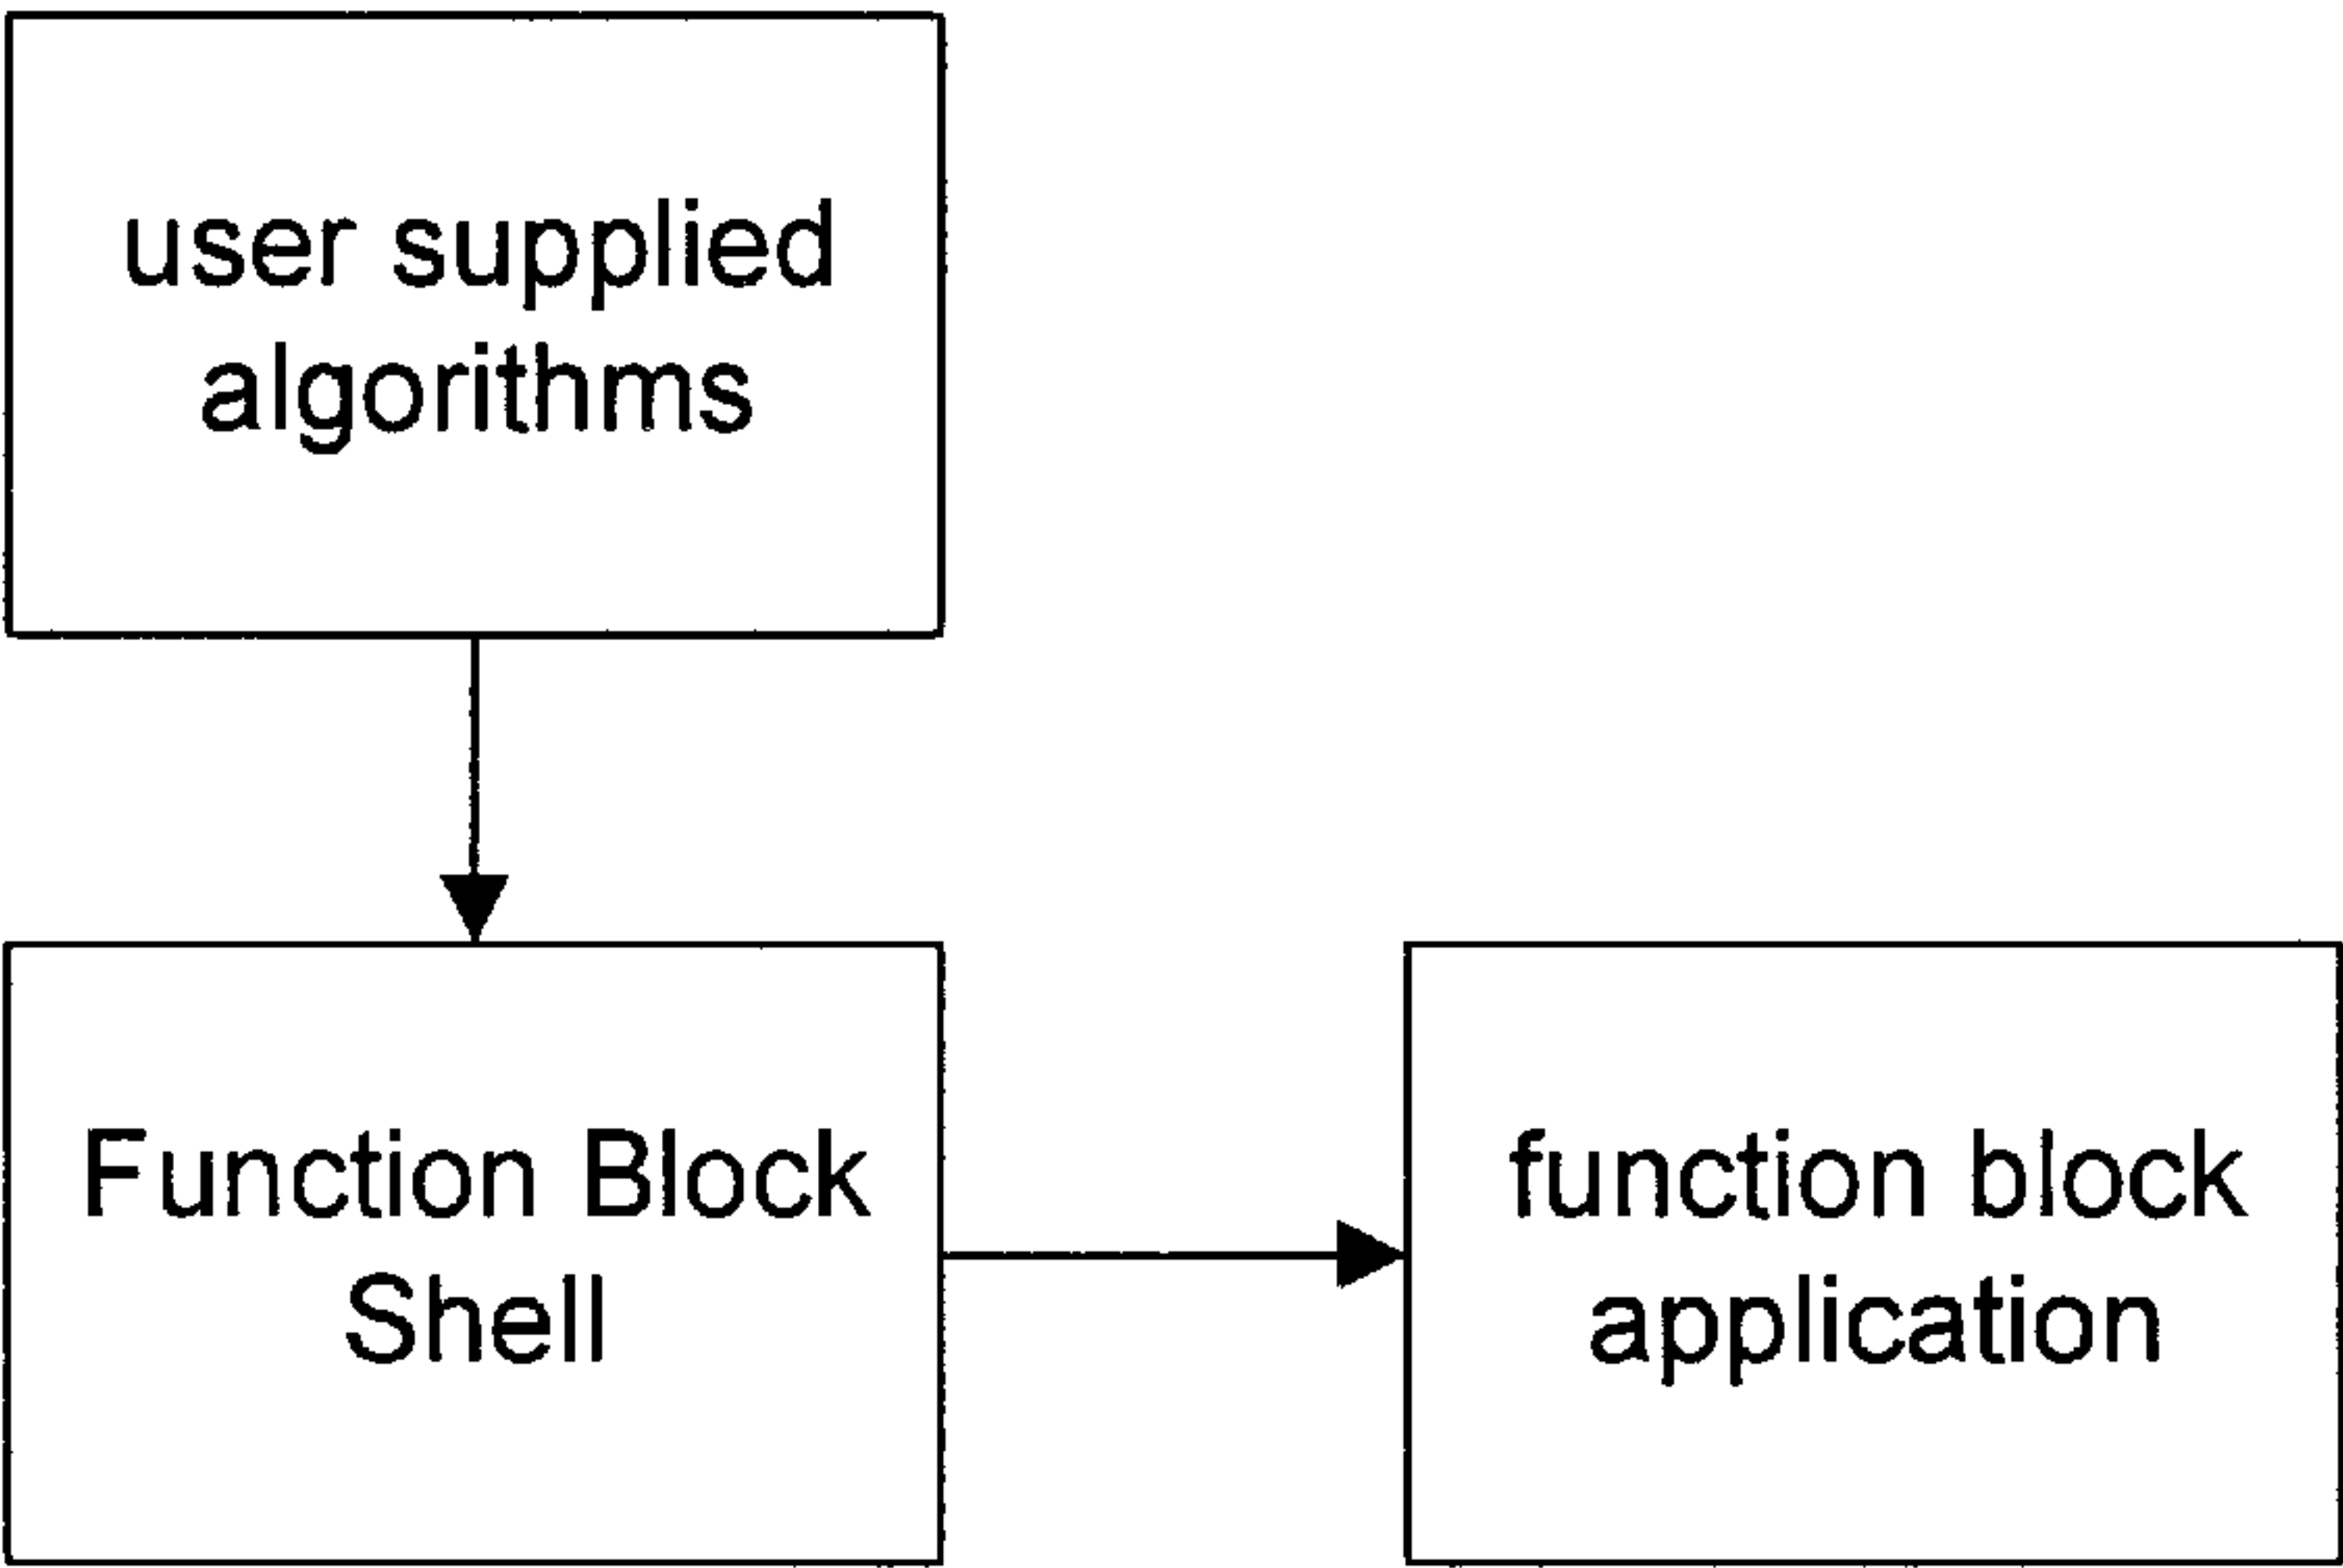 user supplied
algorithms
Function Block
Shell
function block
application